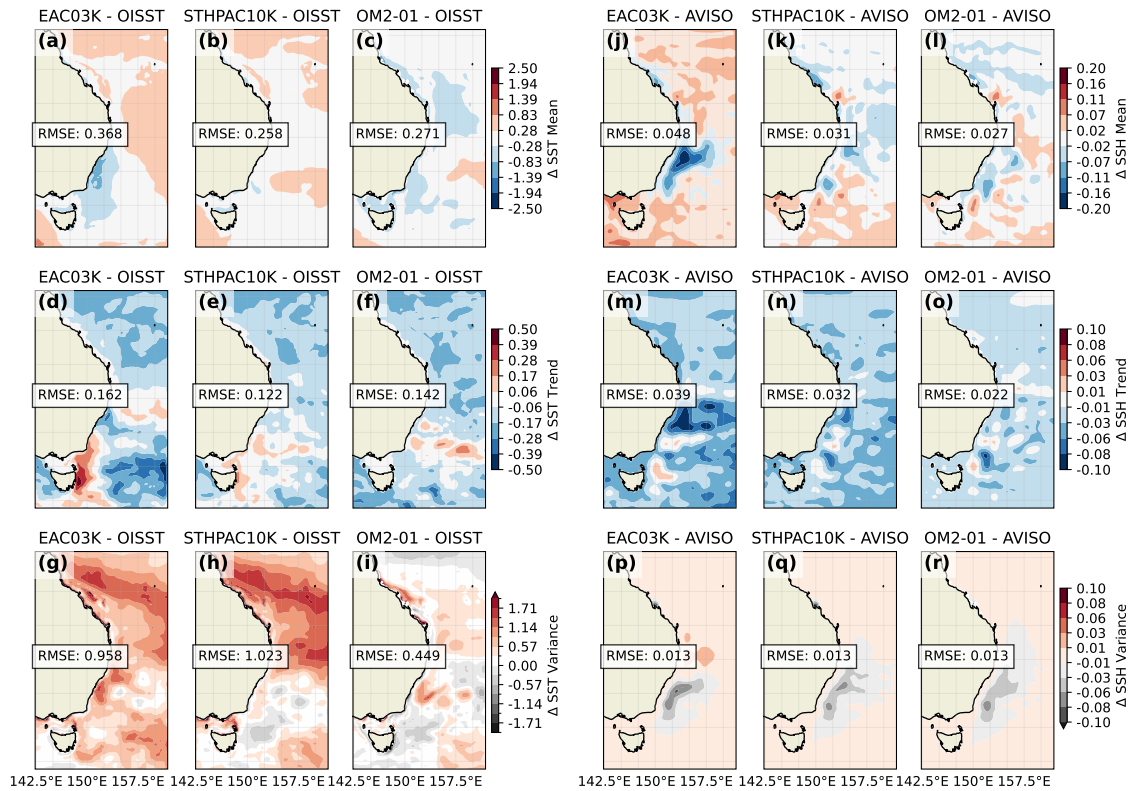 EAC03K - OISST STHPAC10K - OISST OM2-01 - OISST
(a) (b) (c)
RMSE: 0.368 RMSE: 0.258 RMSE: 0.271
2.50
1.94
1.39
0.83
0.28
-0.28
-0.83
-1.39
-1.94
-2.50
Δ SST Mean
EAC03K - AVISO STHPAC10K - AVISO OM2-01 - AVISO
(j) (k) (l)
RMSE: 0.048 RMSE: 0.031 RMSE: 0.027
0.20
0.16
0.11
0.07
0.02
-0.02
-0.07
-0.11
-0.16
-0.20
Δ SSH Mean
EAC03K - OISST STHPAC10K - OISST OM2-01 - OISST
(d) (e) (f)
RMSE: 0.162 RMSE: 0.122 RMSE: 0.142
0.50
0.39
0.28
0.17
0.06
-0.06
-0.17
-0.28
-0.39
-0.50
Δ SST Trend
EAC03K - AVISO STHPAC10K - AVISO OM2-01 - AVISO
(m) (n) (o)
RMSE: 0.039 RMSE: 0.032 RMSE: 0.022
0.10
0.08
0.06
0.03
0.01
-0.01
-0.03
-0.06
-0.08
-0.10
Δ SSH Trend
EAC03K - OISST STHPAC10K - OISST OM2-01 - OISST
(g) (h) (i)
RMSE: 0.958 RMSE: 1.023 RMSE: 0.449
1.71
1.14
0.57
0.00
-0.57
-1.14
-1.71
Δ SST Variance
142.5°E 150°E 157.5°E 142.5°E 150°E 157.5°E 142.5°E 150°E 157.5°E
EAC03K - AVISO STHPAC10K - AVISO OM2-01 - AVISO
(p) (q) (r)
RMSE: 0.013 RMSE: 0.013 RMSE: 0.013
0.10
0.08
0.06
0.03
0.01
-0.01
-0.03
-0.06
-0.08
-0.10
Δ SSH Variance
142.5°E 150°E 157.5°E 142.5°E 150°E 157.5°E 142.5°E 150°E 157.5°E